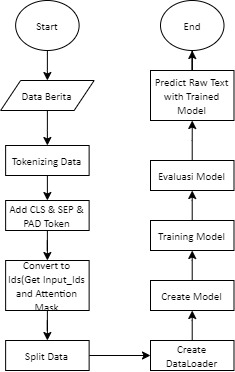 Start
Data Berita
Tokenizing Data
Add CLS & SEP &
PAD Token
Convert to
Ids(Get Input_Ids
and Attention
Mask
Split Data
Create
DataLoader
Create Model
Training Model
Evaluasi Model
Predict Raw Text
with Trained
Model
End